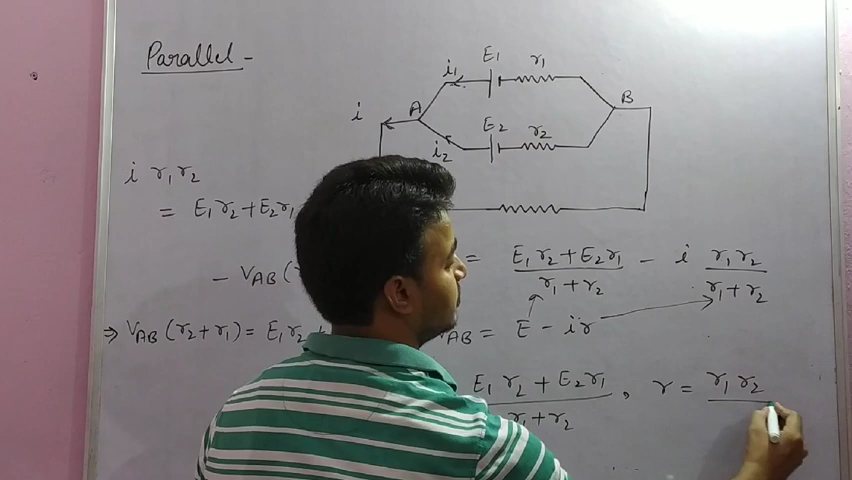 Parallel -
E1
r1
i1
i
A
B
E2
r2
i2
i r1r2
= E1r2+E2r1
- VAB(
= (E1r2+E2r1)/(r1+r2) - i (r1r2)/(r1+r2)
⇒ VAB(r2+r1) = E1r2
AB = E - ir
(E1r2+E2r1)/(r1+r2), r = r1r2